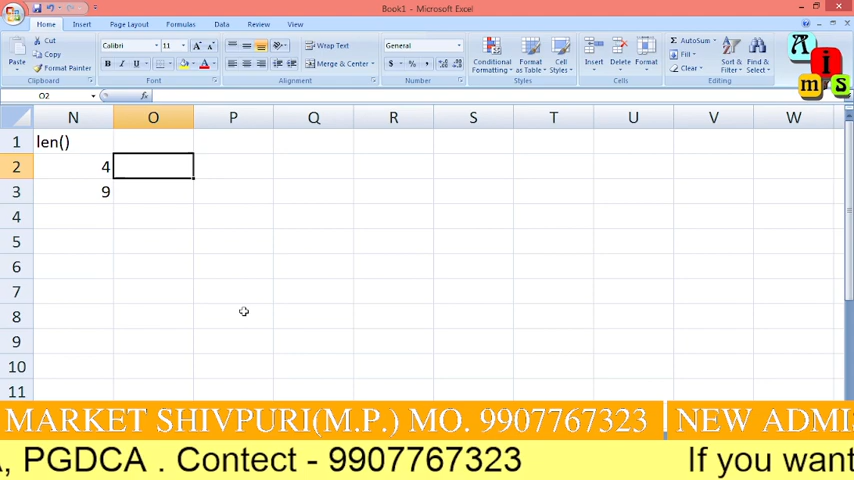 Book1 - Microsoft Excel
Home Insert Page Layout Formulas Data Review View
Paste Cut Copy Format Painter Clipboard
Calibri 11 B I U A Font
Wrap Text Merge & Center Alignment
General $ % , Number
Conditional Formatting Format as Table Cell Styles Styles
Insert Delete Format Cells
Σ AutoSum Fill Clear Sort & Filter Find & Select Editing
A i m s
O2 fx
N O P Q R S T U V W
1 len()
2 4
3 9
4
5
6
7
8
9
10
11
MARKET SHIVPURI(M.P.) MO. 9907767323 NEW ADMI
A, PGDCA . Contect - 9907767323 If you want